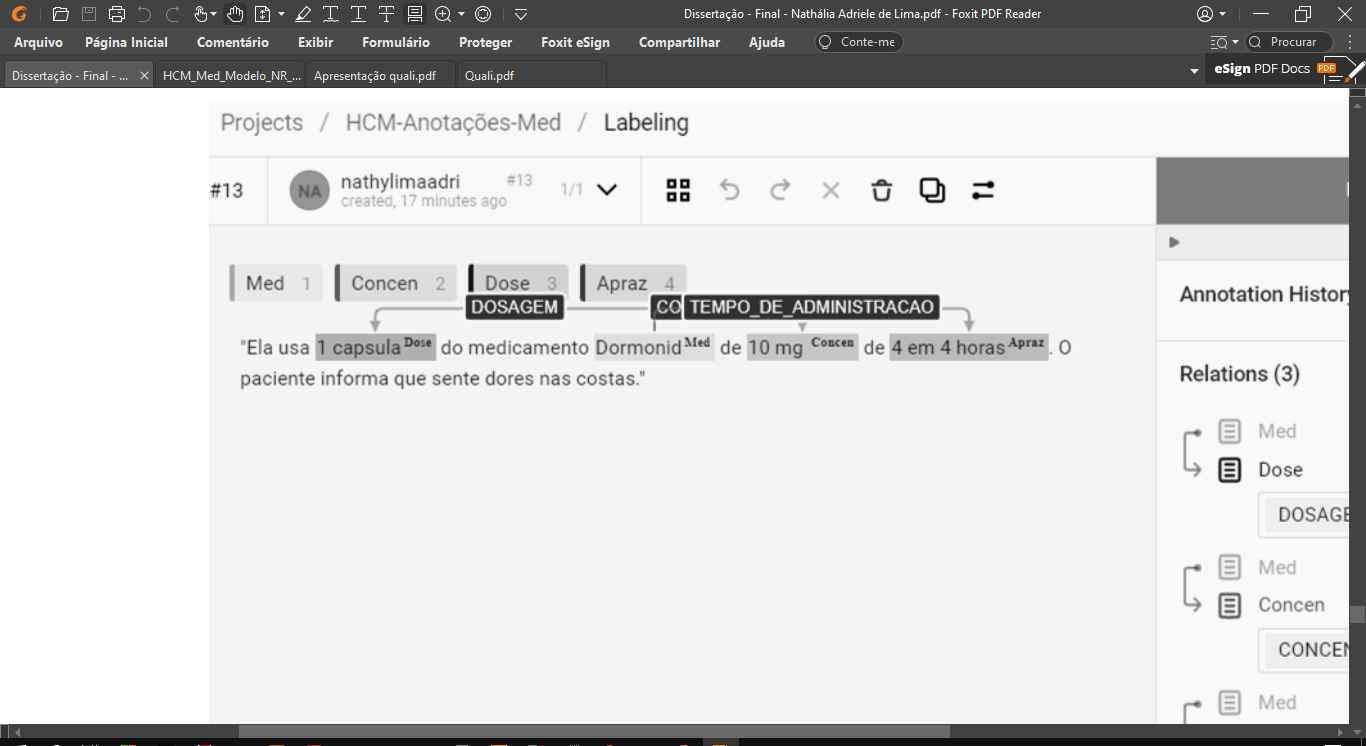 Dissertação - Final - Nathália Adriele de Lima.pdf - Foxit PDF Reader
Arquivo Página Inicial Comentário Exibir Formulário Proteger Foxit eSign Compartilhar Ajuda Conte-me Procurar
Dissertação - Final - ... HCM_Med_Modelo_NR_... Apresentação quali.pdf Quali.pdf eSign PDF Docs PDF
Projects / HCM-Anotações-Med / Labeling
#13 NA nathylimaadri #13 1/1
created, 17 minutes ago
Med 1 Concen 2 Dose 3 Apraz 4
DOSAGEM CO TEMPO_DE_ADMINISTRACAO
"Ela usa 1 capsula Dose do medicamento Dormonid Med de 10 mg Concen de 4 em 4 horas Apraz. O
paciente informa que sente dores nas costas."
Annotation History
Relations (3)
Med
Dose
DOSAGE
Med
Concen
CONCEN
Med